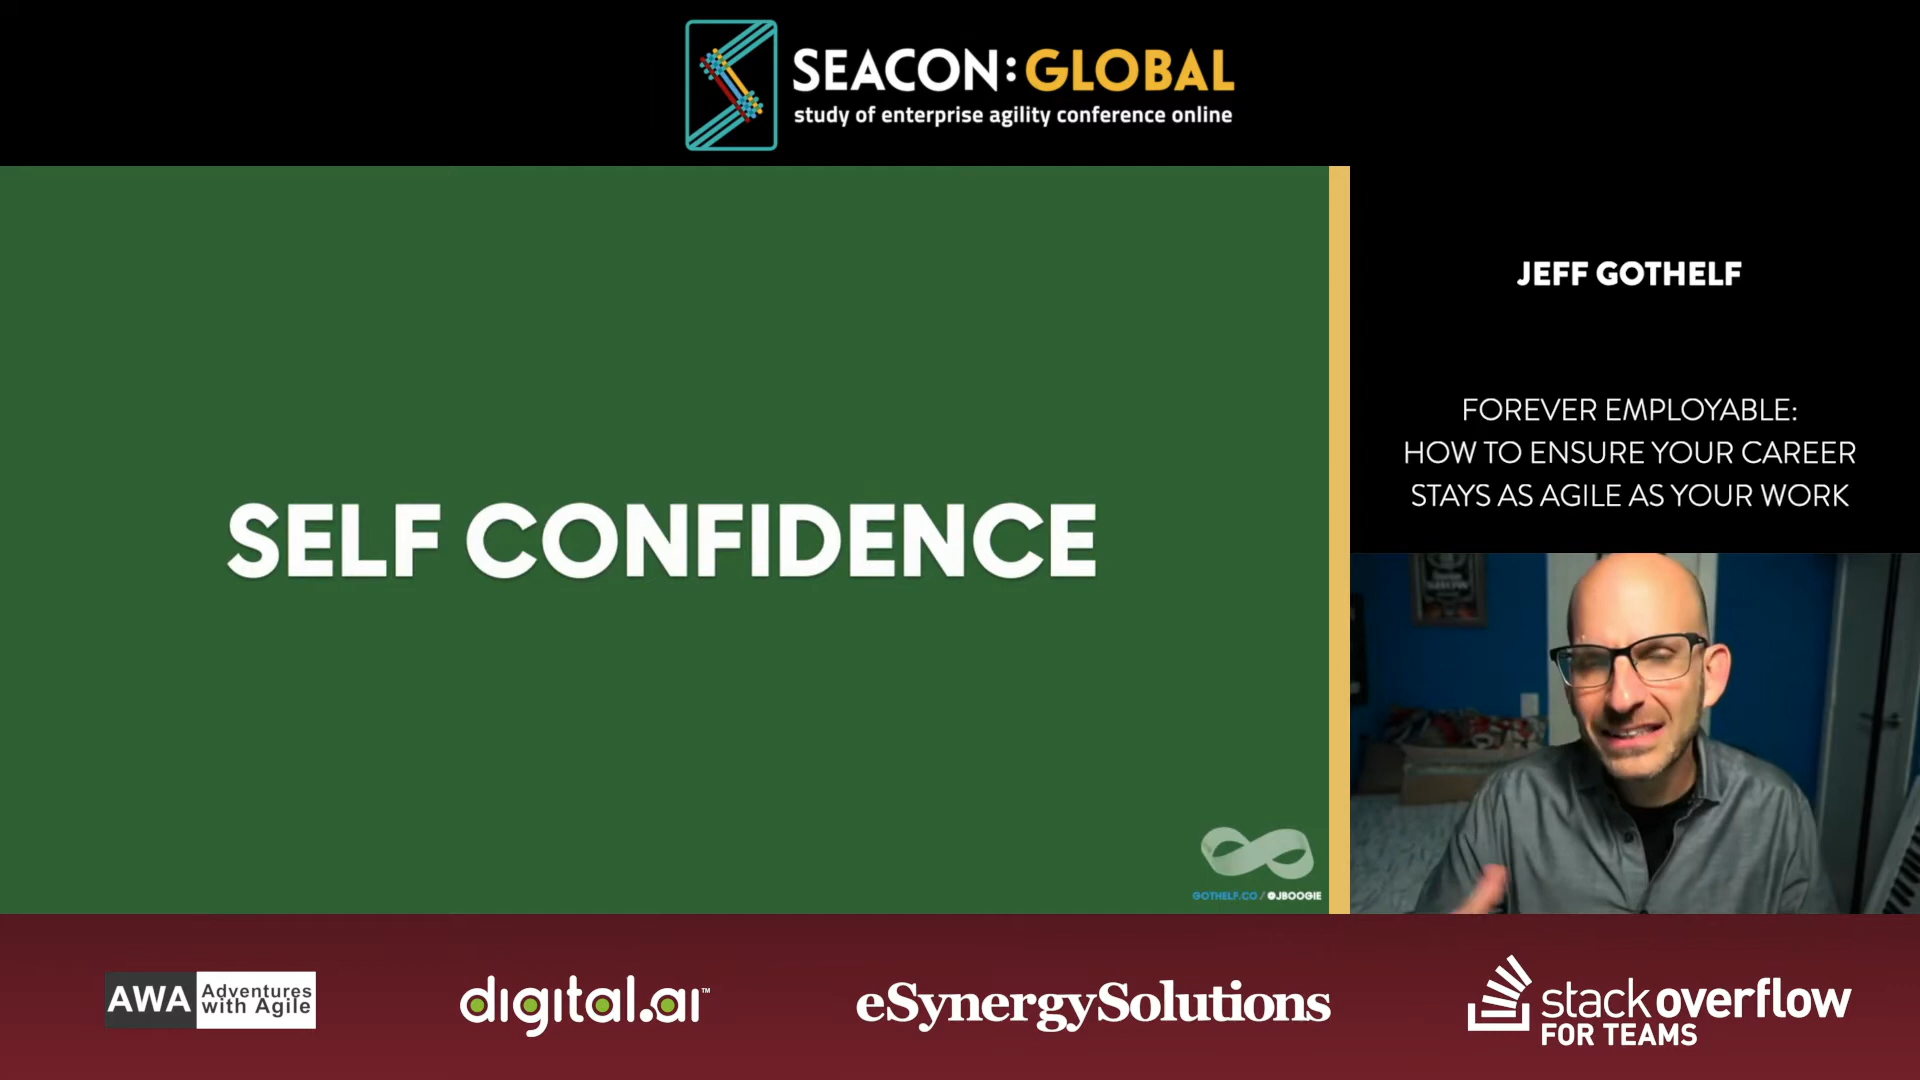 SEACON:GLOBAL
study of enterprise agility conference online
SELF CONFIDENCE
GOTHELF.CO / @JBOOGIE
JEFF GOTHELF
FOREVER EMPLOYABLE:
HOW TO ENSURE YOUR CAREER
STAYS AS AGILE AS YOUR WORK
AWA Adventures
with Agile
digital.ai™
eSynergySolutions
stackoverflow
FOR TEAMS